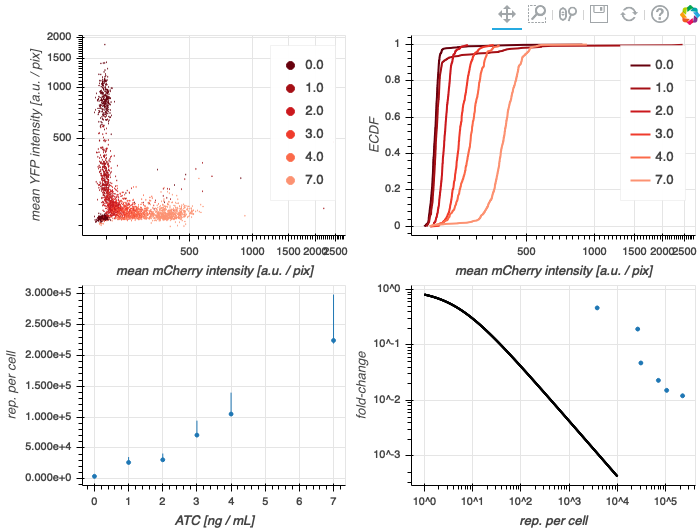 2000
1500
1000
500
mean YFP intensity [a.u. / pix]
0.0
1.0
2.0
3.0
4.0
7.0
500 1000 1500 2000 2500
mean mCherry intensity [a.u. / pix]
1
0.8
0.6
0.4
0.2
0
ECDF
0.0
1.0
2.0
3.0
4.0
7.0
500 1000 1500 2000 2500
mean mCherry intensity [a.u. / pix]
3.000e+5
2.500e+5
2.000e+5
1.500e+5
1.000e+5
5.000e+4
0.000e+0
rep. per cell
0 1 2 3 4 5 6 7
ATC [ng / mL]
10^0
10^-1
10^-2
10^-3
fold-change
10^0 10^1 10^2 10^3 10^4 10^5
rep. per cell